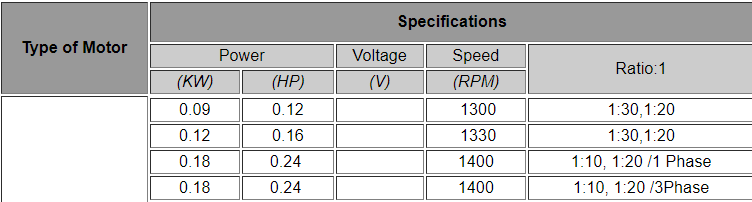 Type of Motor
Specifications
Power Voltage Speed Ratio:1
(KW) (HP) (V) (RPM)
0.09 0.12 1300 1:30,1:20
0.12 0.16 1330 1:30,1:20
0.18 0.24 1400 1:10, 1:20 /1 Phase
0.18 0.24 1400 1:10, 1:20 /3Phase